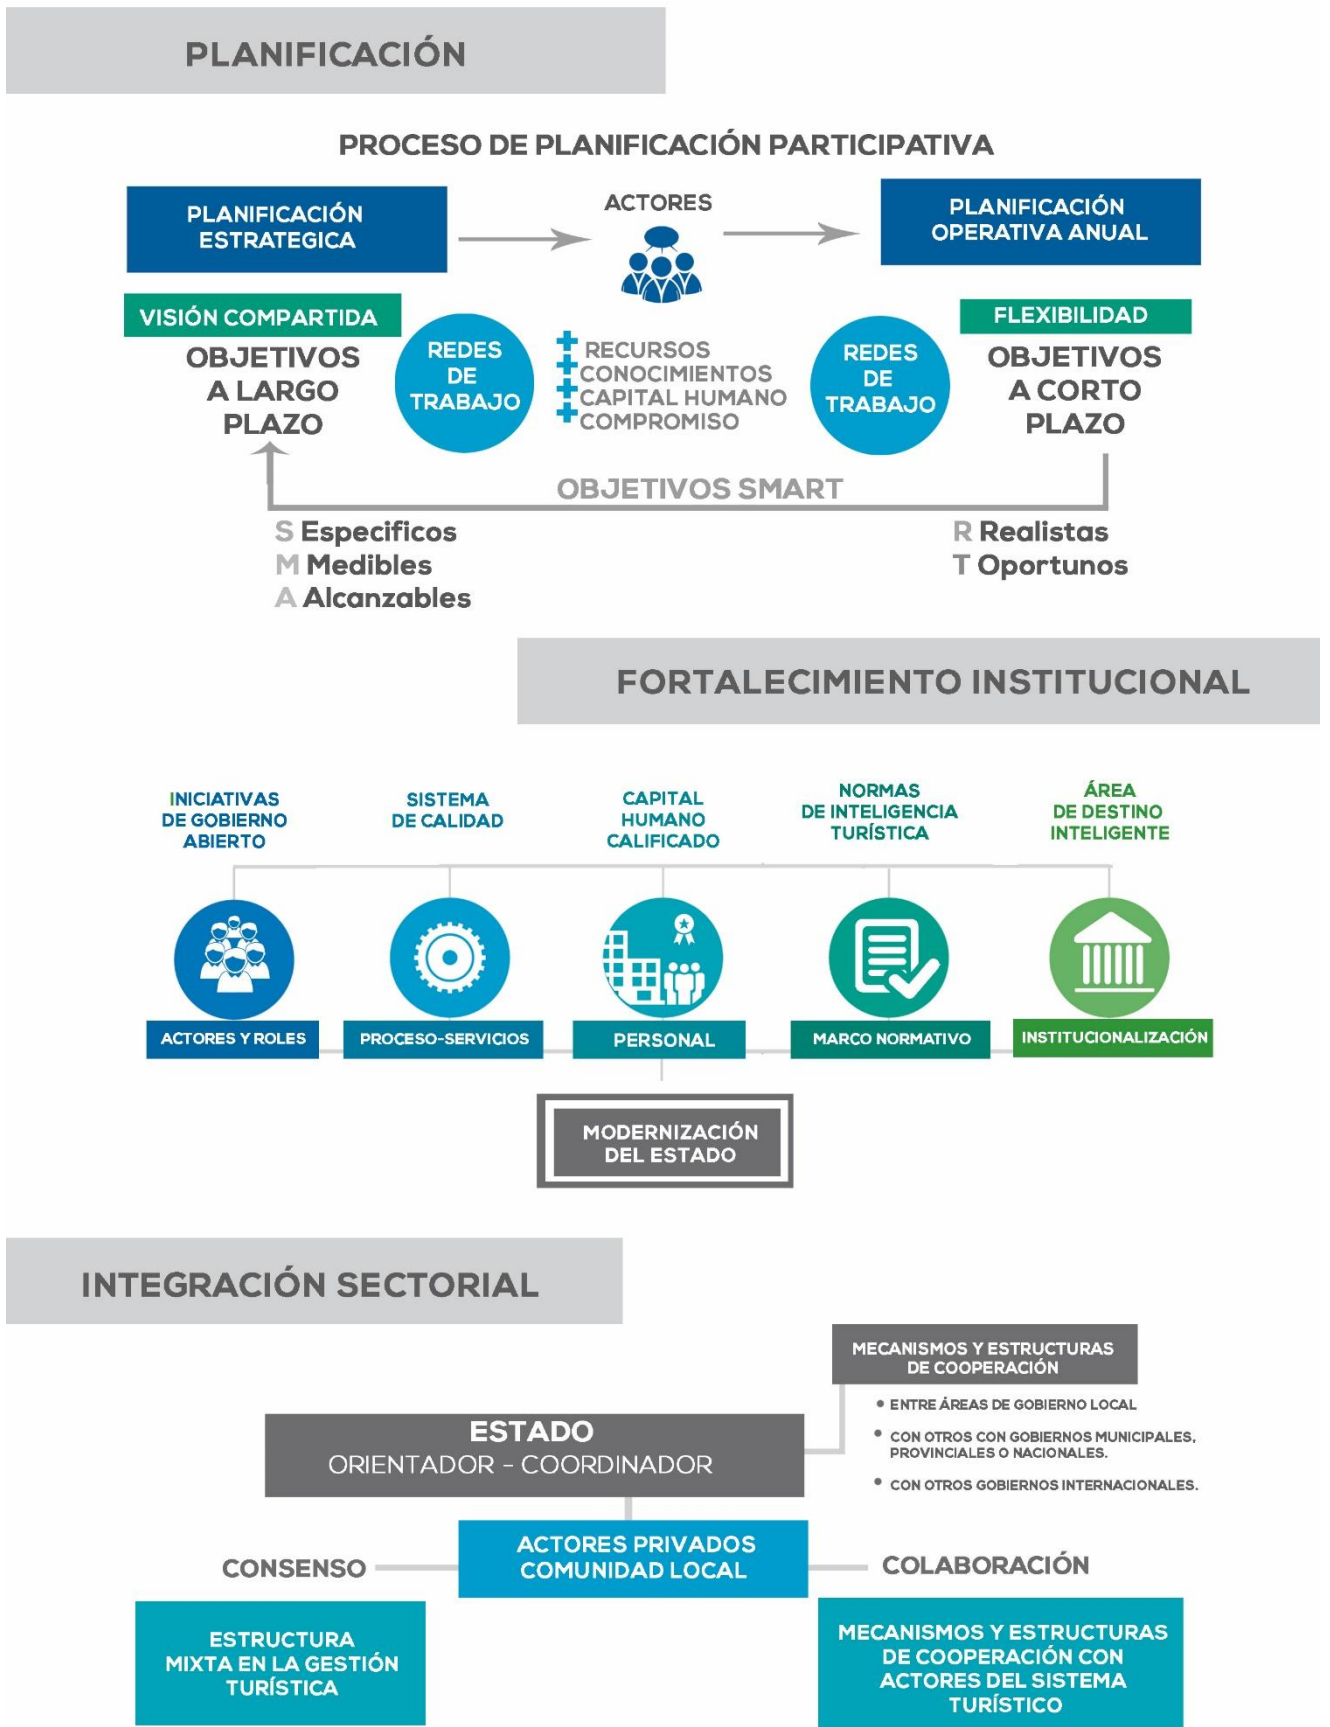 PLANIFICACIÓN
PROCESO DE PLANIFICACIÓN PARTICIPATIVA
PLANIFICACIÓN
ESTRATEGICA
ACTORES
PLANIFICACIÓN
OPERATIVA ANUAL
VISIÓN COMPARTIDA
OBJETIVOS
A LARGO
PLAZO
REDES
DE
TRABAJO
+ RECURSOS
+ CONOCIMIENTOS
+ CAPITAL HUMANO
+ COMPROMISO
REDES
DE
TRABAJO
FLEXIBILIDAD
OBJETIVOS
A CORTO
PLAZO
OBJETIVOS SMART
S Especificos
M Medibles
A Alcanzables
R Realistas
T Oportunos
FORTALECIMIENTO INSTITUCIONAL
INICIATIVAS
DE GOBIERNO
ABIERTO
SISTEMA
DE CALIDAD
CAPITAL
HUMANO
CALIFICADO
NORMAS
DE INTELIGENCIA
TURÍSTICA
ÁREA
DE DESTINO
INTELIGENTE
ACTORES Y ROLES
PROCESO-SERVICIOS
PERSONAL
MARCO NORMATIVO
INSTITUCIONALIZACIÓN
MODERNIZACIÓN
DEL ESTADO
INTEGRACIÓN SECTORIAL
MECANISMOS Y ESTRUCTURAS
DE COOPERACIÓN
• ENTRE ÁREAS DE GOBIERNO LOCAL
• CON OTROS CON GOBIERNOS MUNICIPALES,
PROVINCIALES O NACIONALES.
• CON OTROS GOBIERNOS INTERNACIONALES.
ESTADO
ORIENTADOR - COORDINADOR
ACTORES PRIVADOS
COMUNIDAD LOCAL
CONSENSO
COLABORACIÓN
ESTRUCTURA
MIXTA EN LA GESTIÓN
TURÍSTICA
MECANISMOS Y ESTRUCTURAS
DE COOPERACIÓN CON
ACTORES DEL SISTEMA
TURÍSTICO